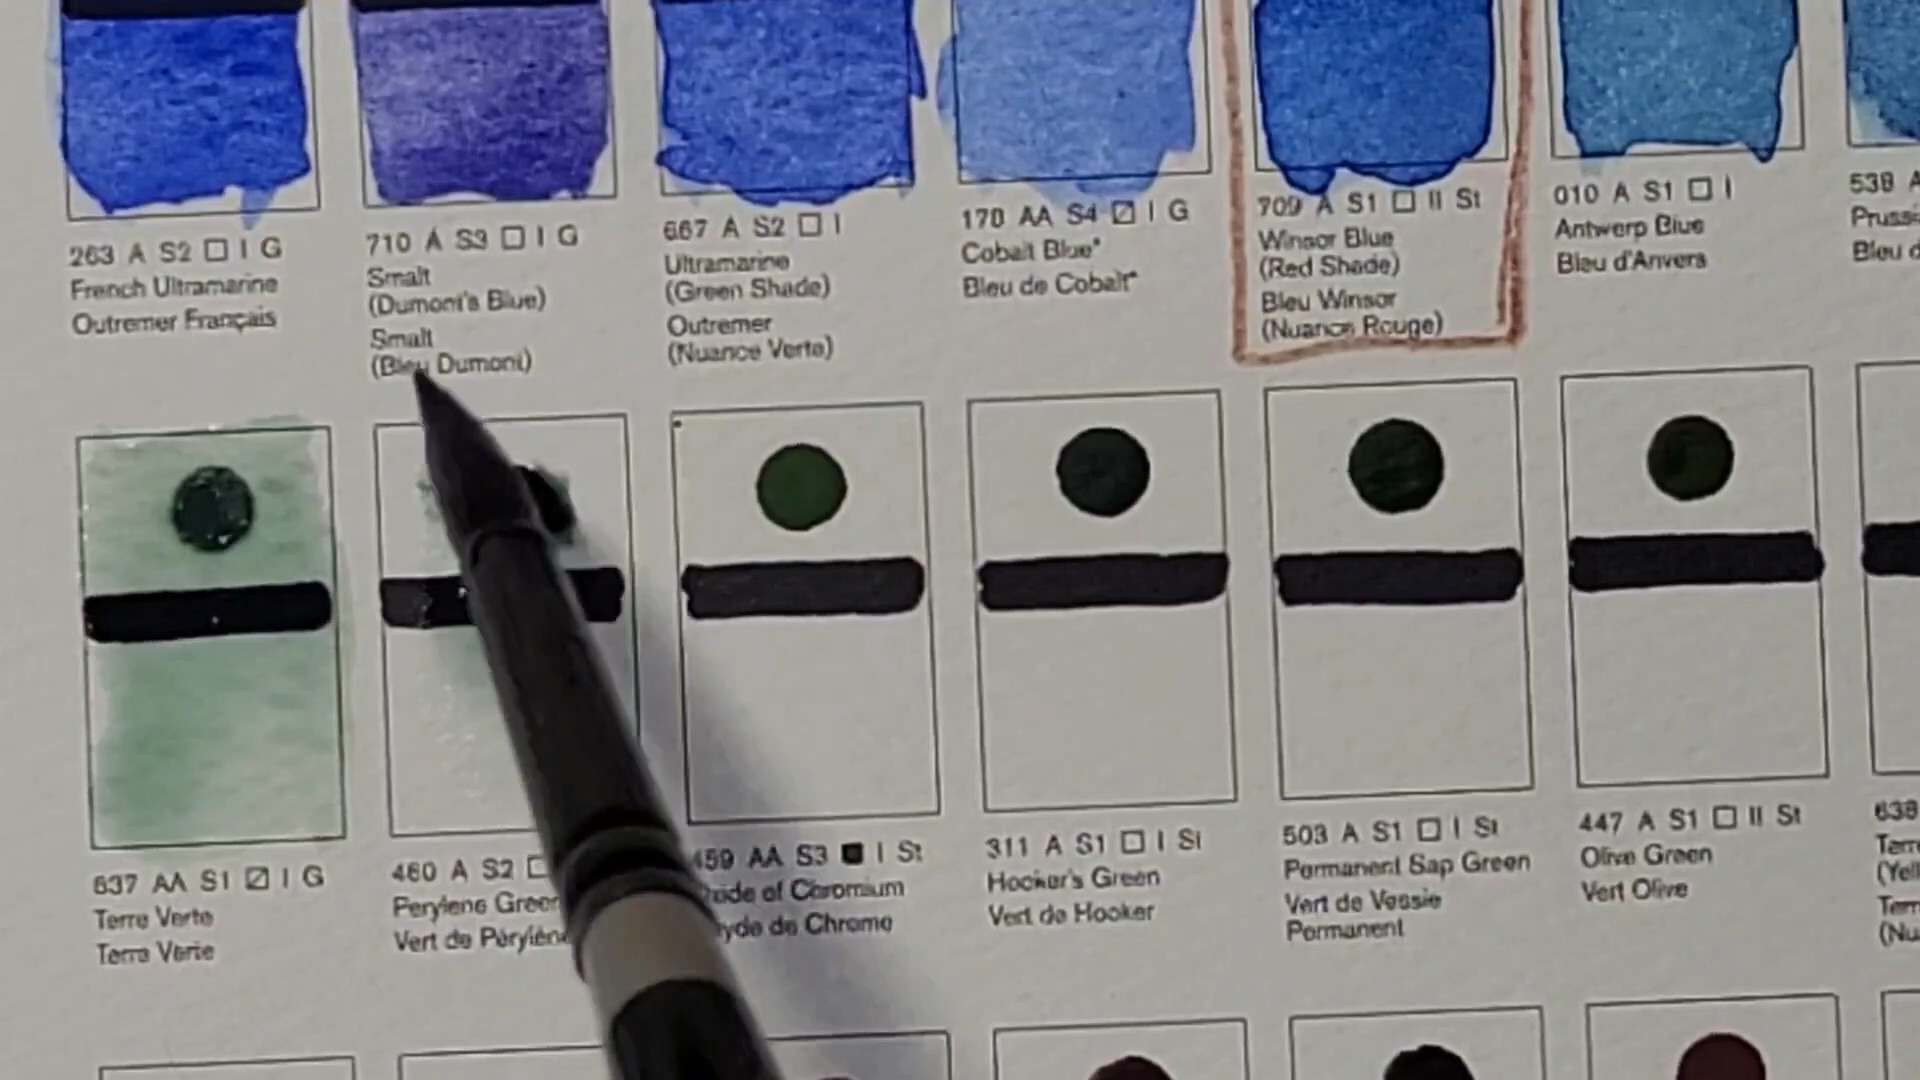 263 A S2 □ I G
French Ultramarine
Outremer Français
710 A S3 □ I G
Smalt
(Dumont's Blue)
Smalt
(Bleu Dumont)
667 A S2 □ I
Ultramarine
(Green Shade)
Outremer
(Nuance Verte)
178 AA S4 ⧄ I G
Cobalt Blue*
Bleu de Cobalt*
709 A S1 □ II St
Winsor Blue
(Red Shade)
Bleu Winsor
(Nuance Rouge)
010 A S1 □ I
Antwerp Blue
Bleu d'Anvers
538
Bleu
637 AA S1 ⧄ I G
Terre Verte
Terre Verte
460 A S2 □
Perylene Green
Vert de Pérylène
459 AA S3 ■ I St
of Chromium
de Chrome
311 A S1 □ I St
Hooker's Green
Vert de Hooker
503 A S1 □ I St
Permanent Sap Green
Vert de Vessie
Permanent
447 A S1 □ II St
Olive Green
Vert Olive
638